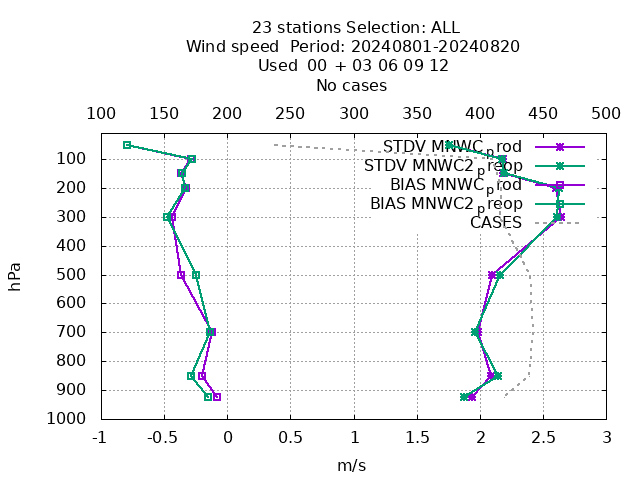 23 stations Selection: ALL
Wind speed  Period: 20240801-20240820
Used  00 + 03 06 09 12
No cases
100 150 200 250 300 350 400 450 500
STDV MNWC_prod
STDV MNWC2_preop
BIAS MNWC_prod
BIAS MNWC2_preop
CASES
hPa
100
200
300
400
500
600
700
800
900
1000
-1 -0.5 0 0.5 1 1.5 2 2.5 3
m/s